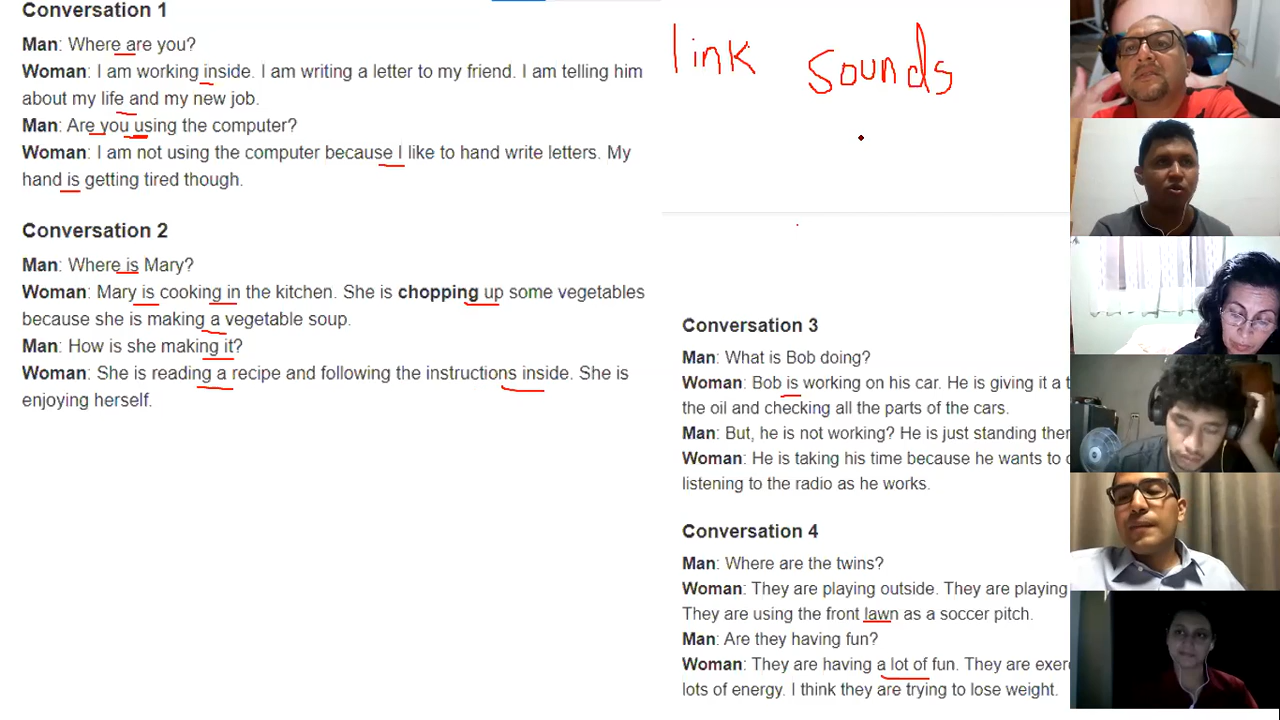 Conversation 1
Man: Where are you?
Woman: I am working inside. I am writing a letter to my friend. I am telling him
about my life and my new job.
Man: Are you using the computer?
Woman: I am not using the computer because I like to hand write letters. My
hand is getting tired though.
Conversation 2
Man: Where is Mary?
Woman: Mary is cooking in the kitchen. She is chopping up some vegetables
because she is making a vegetable soup.
Man: How is she making it?
Woman: She is reading a recipe and following the instructions inside. She is
enjoying herself.
link sounds
Conversation 3
Man: What is Bob doing?
Woman: Bob is working on his car. He is giving it a
the oil and checking all the parts of the cars.
Man: But, he is not working? He is just standing
Woman: He is taking his time because he wants to
listening to the radio as he works.
Conversation 4
Man: Where are the twins?
Woman: They are playing outside. They are playing
They are using the front lawn as a soccer pitch.
Man: Are they having fun?
Woman: They are having a lot of fun. They are
lots of energy. I think they are trying to lose weight.